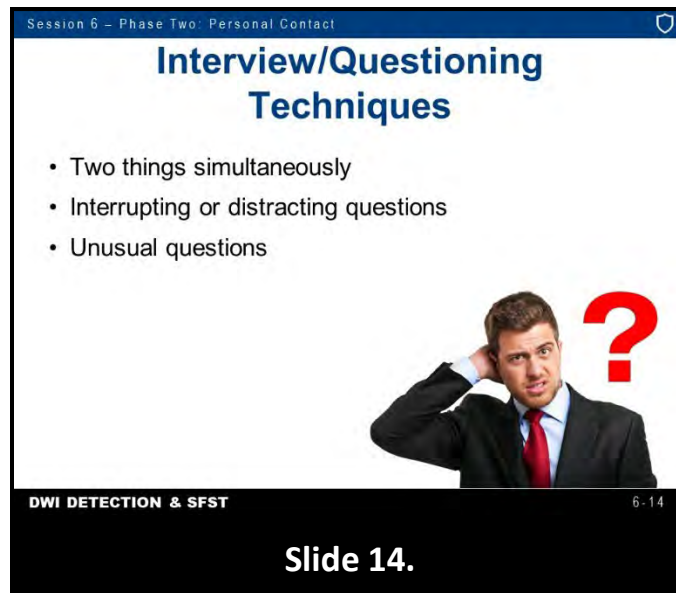 Session 6 – Phase Two: Personal Contact
Interview/Questioning
Techniques
• Two things simultaneously
• Interrupting or distracting questions
• Unusual questions
?
DWI DETECTION & SFST
6-14
Slide 14.